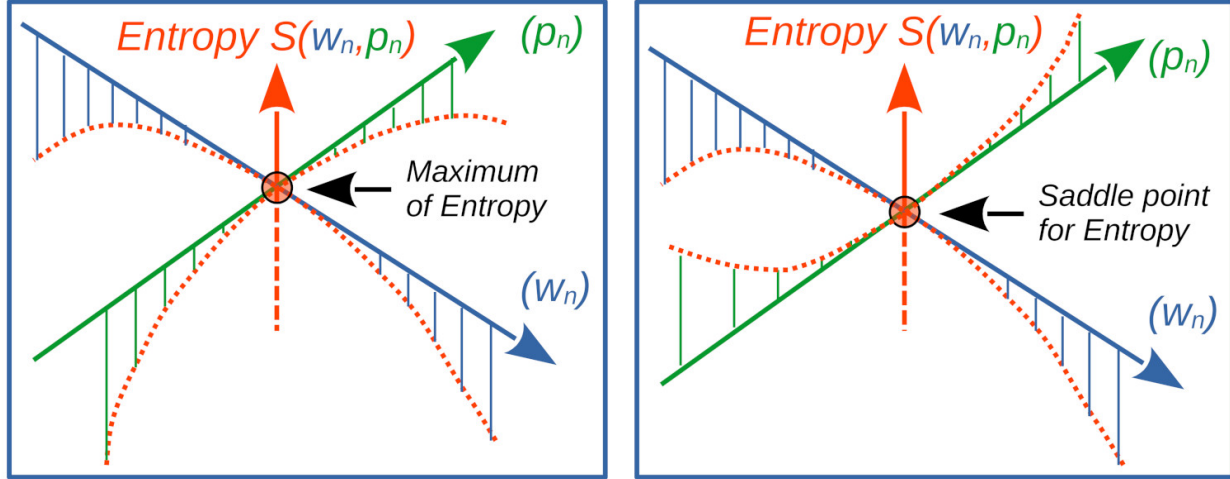 Entropy S(wn,pn)
(pn)
Maximum
of Entropy
(wn)
Entropy S(wn,pn)
(pn)
Saddle point
for Entropy
(wn)